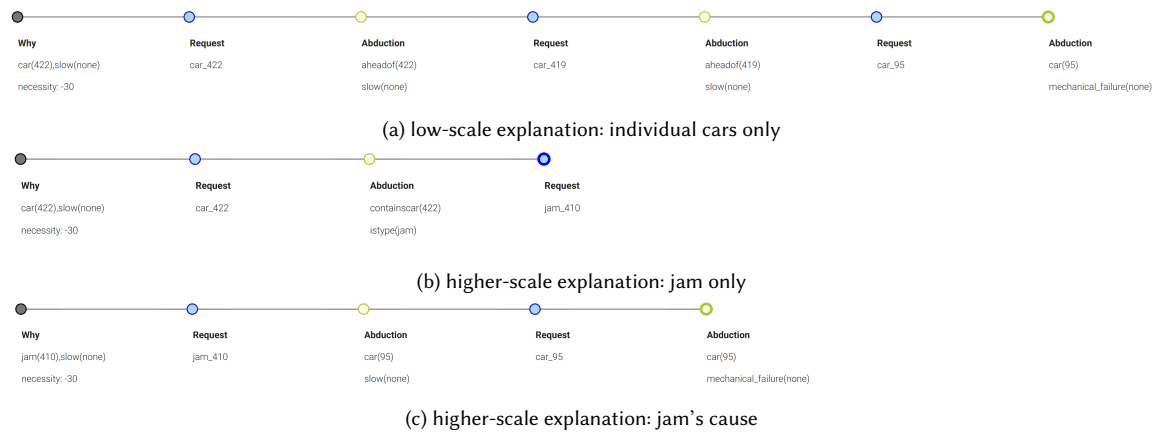 Why Request Abduction Request Abduction Request Abduction
car(422),slow(none) car_422 aheadof(422) car_419 aheadof(419) car_95 car(95)
necessity: -30 slow(none) slow(none) mechanical_failure(none)
(a) low-scale explanation: individual cars only
Why Request Abduction Request
car(422),slow(none) car_422 containscar(422) jam_410
necessity: -30 istype(jam)
(b) higher-scale explanation: jam only
Why Request Abduction Request Abduction
jam(410),slow(none) jam_410 car(95) car_95 car(95)
necessity: -30 slow(none) mechanical_failure(none)
(c) higher-scale explanation: jam's cause